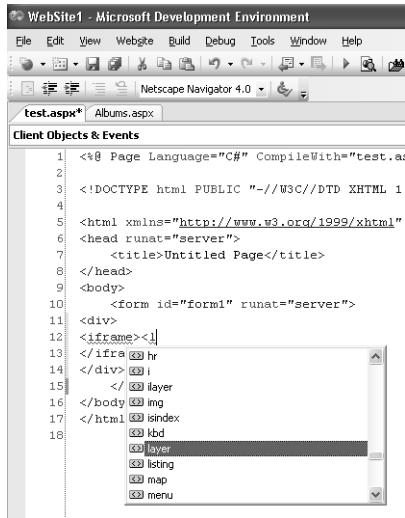 WebSite1 - Microsoft Development Environment
File Edit View Website Build Debug Tools Window Help
Netscape Navigator 4.0
test.aspx* Albums.aspx
Client Objects & Events
1 <%@ Page Language="C#" CompileWith="test.as
2
3 <!DOCTYPE html PUBLIC "-//W3C//DTD XHTML 1
4
5 <html xmlns="http://www.w3.org/1999/xhtml"
6 <head runat="server">
7 <title>Untitled Page</title>
8 </head>
9 <body>
10 <form id="form1" runat="server">
11 <div>
12 <iframe><l
13 </ifra
14 </div>
15 </
16 </body
17 </html
18
hr
i
ilayer
img
isindex
kbd
layer
listing
map
menu